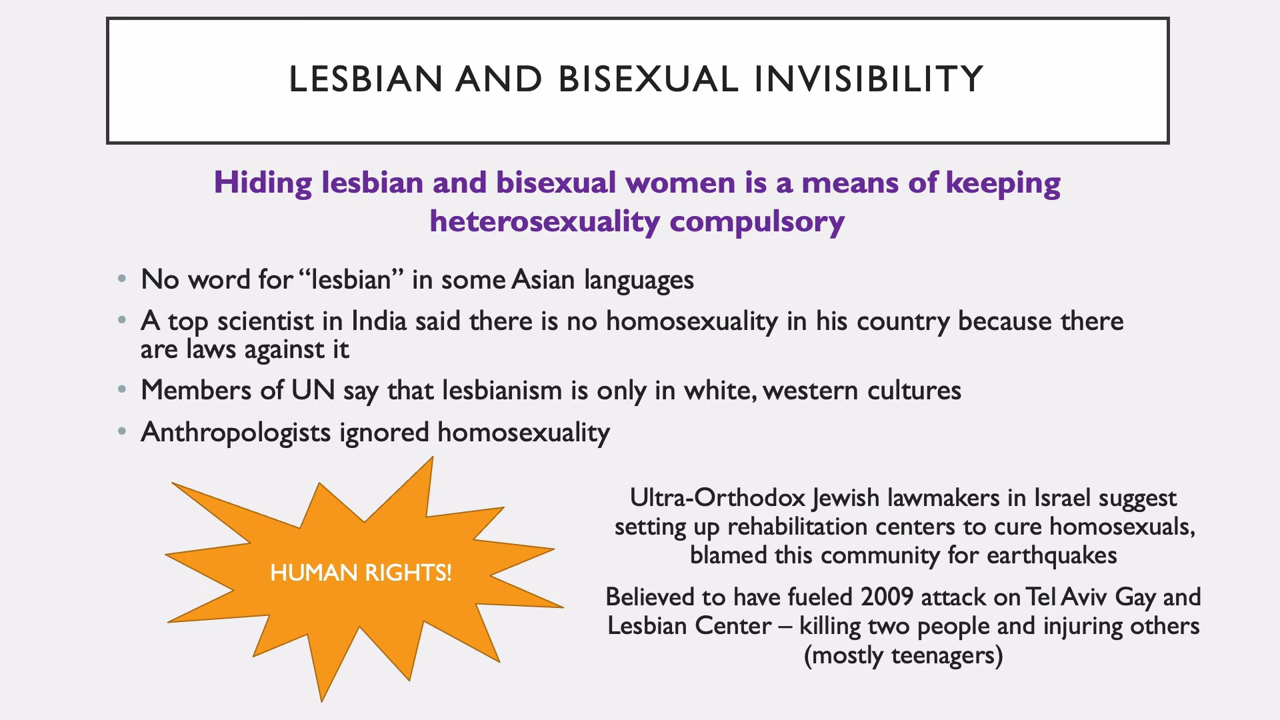 LESBIAN AND BISEXUAL INVISIBILITY
Hiding lesbian and bisexual women is a means of keeping
heterosexuality compulsory
• No word for “lesbian” in some Asian languages
• A top scientist in India said there is no homosexuality in his country because there
are laws against it
• Members of UN say that lesbianism is only in white, western cultures
• Anthropologists ignored homosexuality
HUMAN RIGHTS!
Ultra-Orthodox Jewish lawmakers in Israel suggest
setting up rehabilitation centers to cure homosexuals,
blamed this community for earthquakes
Believed to have fueled 2009 attack on Tel Aviv Gay and
Lesbian Center – killing two people and injuring others
(mostly teenagers)